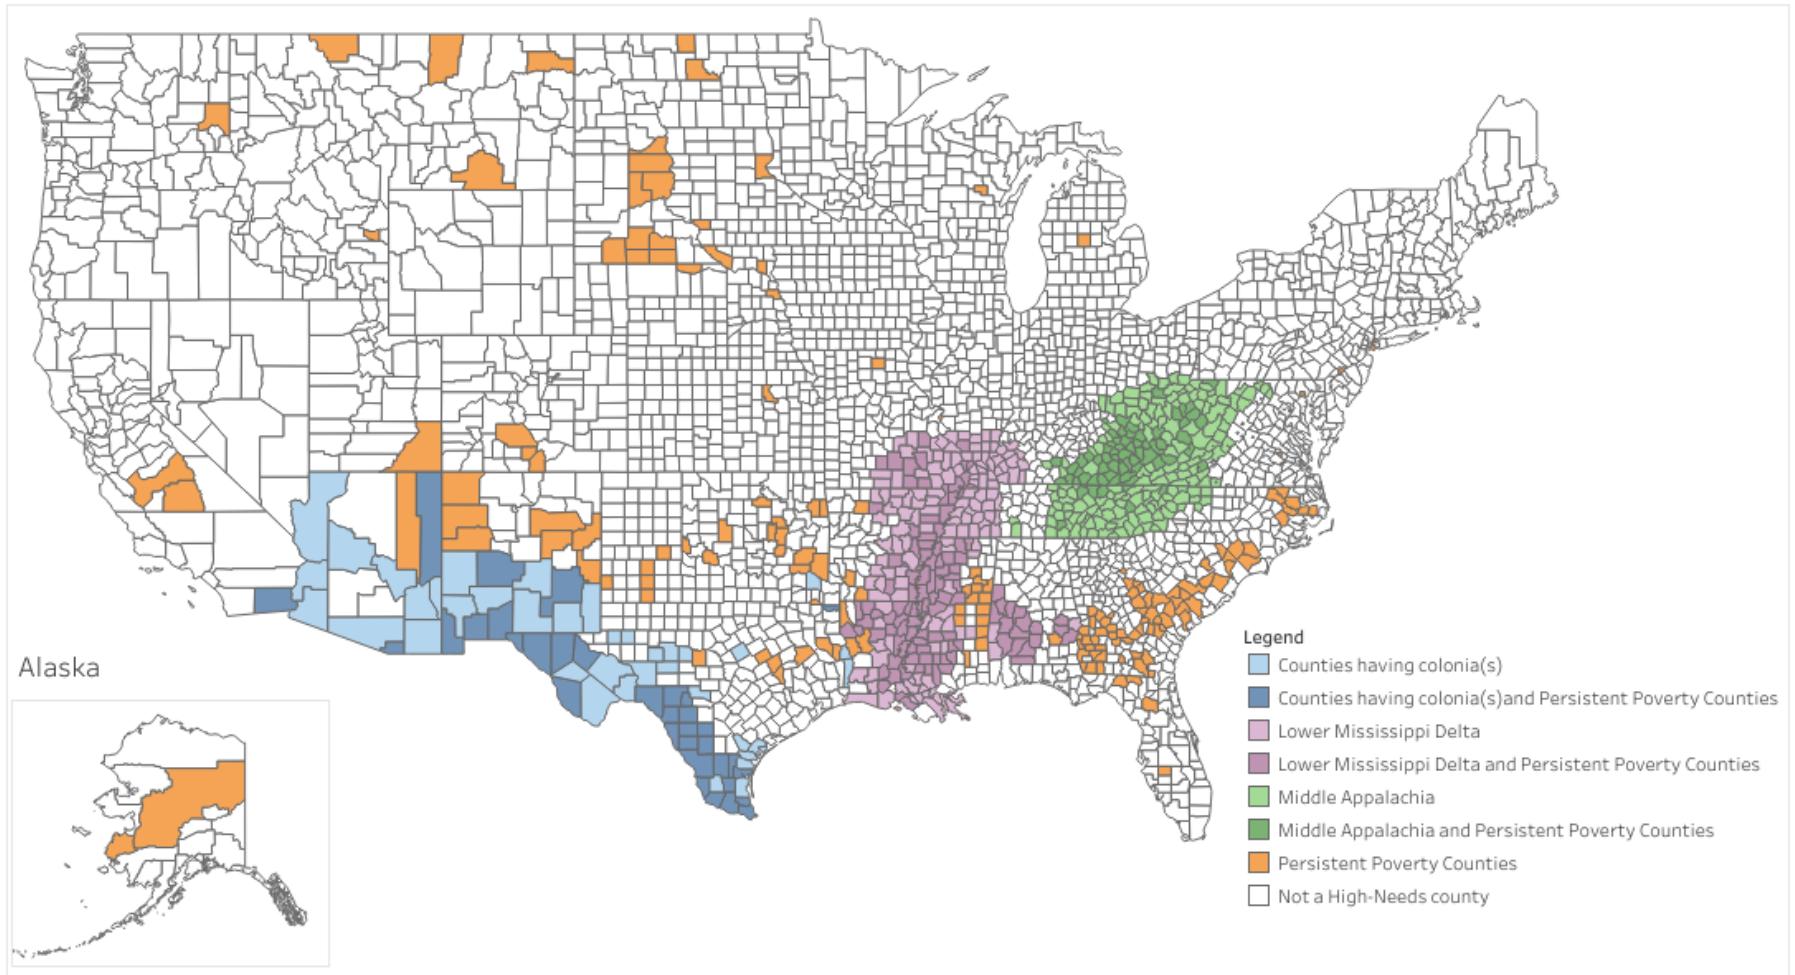 Alaska
Legend
Counties having colonia(s)
Counties having colonia(s)and Persistent Poverty Counties
Lower Mississippi Delta
Lower Mississippi Delta and Persistent Poverty Counties
Middle Appalachia
Middle Appalachia and Persistent Poverty Counties
Persistent Poverty Counties
Not a High-Needs county